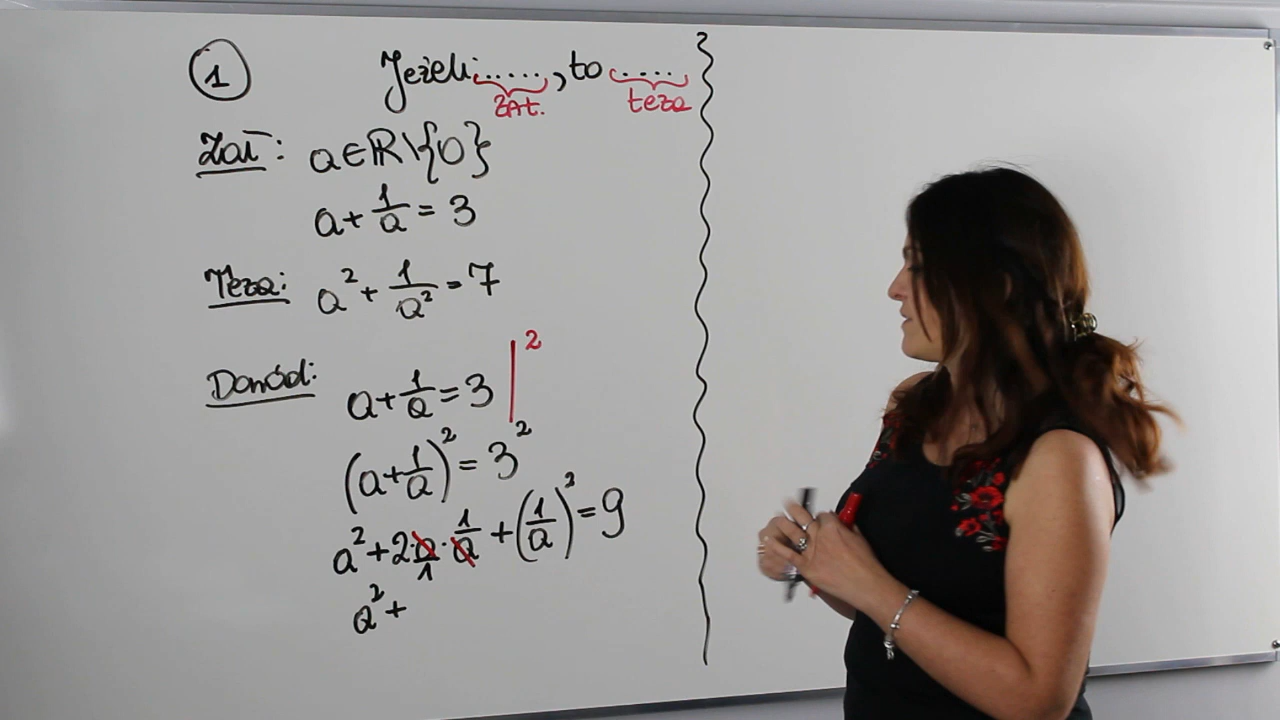 1 Jeżeli ....., to ....
zał. teza
Zał: a∈ℝ\{0}
a+1/a=3
Teza: a²+1/a²=7
Dowód: a+1/a=3 |²
(a+1/a)²=3²
a²+2·a/1·1/a+(1/a)²=9
a²+